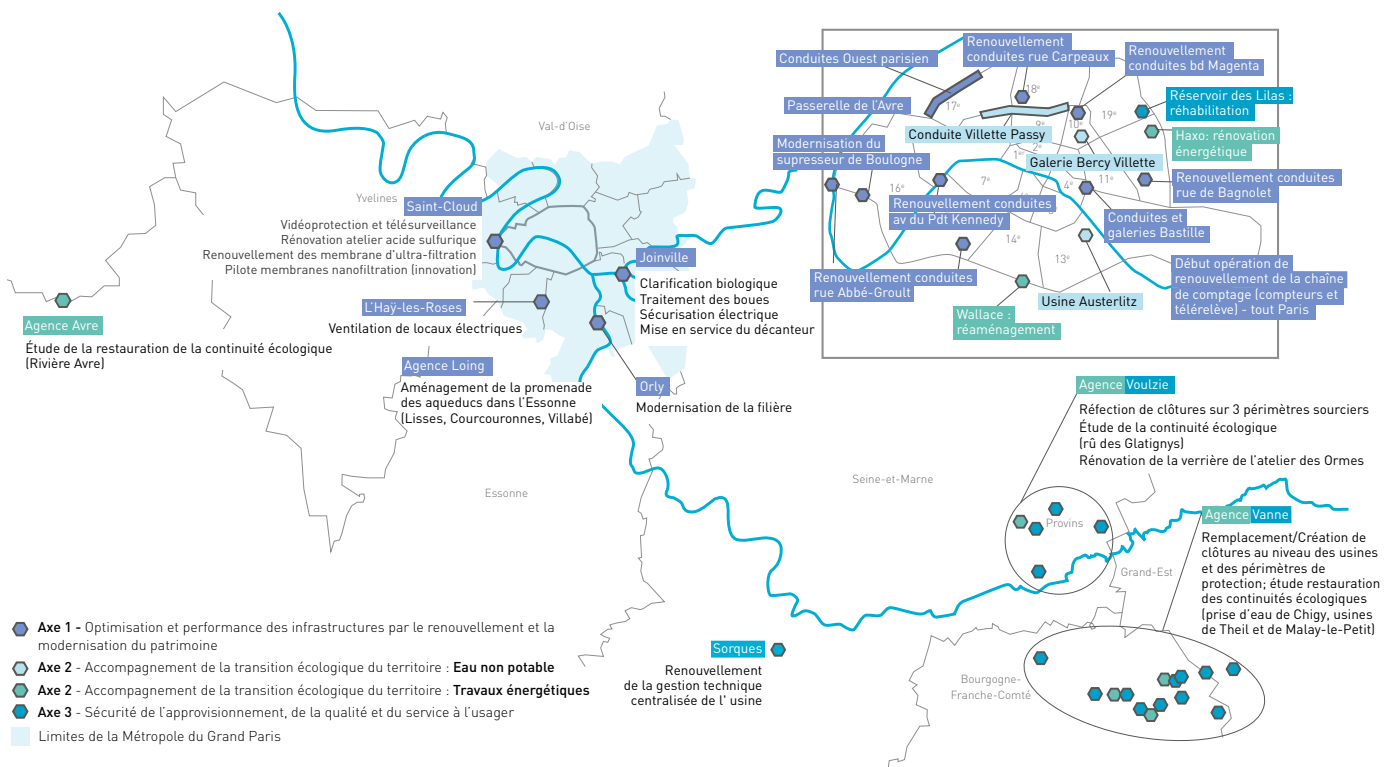 Val-d'Oise
Yvelines
Saint-Cloud
Vidéoprotection et télésurveillance
Rénovation atelier acide sulfurique
Renouvellement des membrane d'ultra-filtration
Pilote membranes nanofiltration (innovation)
Joinville
Clarification biologique
Traitement des boues
Sécurisation électrique
Mise en service du décanteur
L'Haÿ-les-Roses
Ventilation de locaux électriques
Agence Avre
Étude de la restauration de la continuité écologique
(Rivière Avre)
Agence Loing
Aménagement de la promenade
des aqueducs dans l'Essonne
(Lisses, Courcouronnes, Villabé)
Orly
Modernisation de la filière
Essonne
Seine-et-Marne
Conduites Ouest parisien
Renouvellement
conduites rue Carpeaux
Renouvellement
conduites bd Magenta
Passerelle de l'Avre
Réservoir des Lilas :
réhabilitation
Conduite Villette Passy
Haxo: rénovation
énergétique
Modernisation du
supresseur de Boulogne
Galerie Bercy Villette
Renouvellement conduites
rue de Bagnolet
Renouvellement conduites
av du Pdt Kennedy
Conduites et
galeries Bastille
Renouvellement conduites
rue Abbé-Groult
Usine Austerlitz
Wallace :
réaménagement
Début opération de
renouvellement de la chaîne
de comptage (compteurs et
télérelève) - tout Paris
17e
18e
19e
9e
10e
2e
1er
16e
7e
4e
11e
14e
13e
Agence Voulzie
Réfection de clôtures sur 3 périmètres sourciers
Étude de la continuité écologique
(rû des Glatignys)
Rénovation de la verrière de l'atelier des Ormes
Provins
Grand-Est
Agence Vanne
Remplacement/Création de
clôtures au niveau des usines
et des périmètres de
protection; étude restauration
des continuités écologiques
(prise d'eau de Chigy, usines
de Theil et de Malay-le-Petit)
Bourgogne-
Franche-Comté
Sorques
Renouvellement
de la gestion technique
centralisée de l' usine
Axe 1 - Optimisation et performance des infrastructures par le renouvellement et la
modernisation du patrimoine
Axe 2 - Accompagnement de la transition écologique du territoire : Eau non potable
Axe 2 - Accompagnement de la transition écologique du territoire : Travaux énergétiques
Axe 3 - Sécurité de l'approvisionnement, de la qualité et du service à l'usager
Limites de la Métropole du Grand Paris